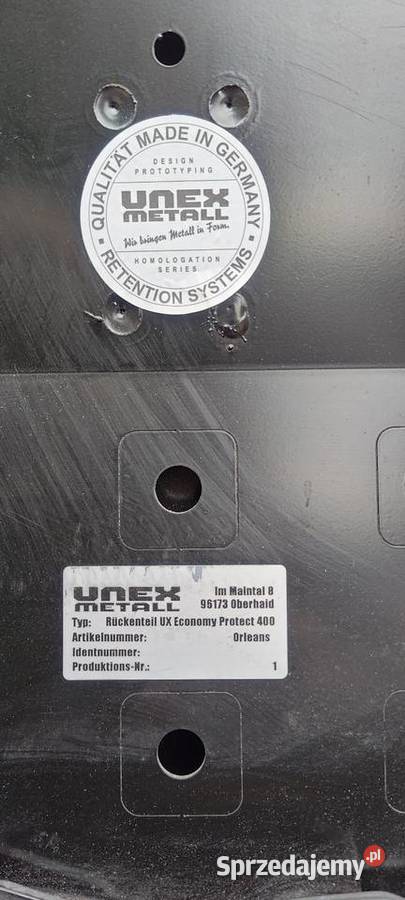 QUALITÄT MADE IN GERMANY
DESIGN
PROTOTYPING
UNEX
METALL
Wir bringen Metall in Form.
HOMOLOGATION
SERIES
RETENTION SYSTEMS
UNEX
METALL
Im Maintal 8
96173 Oberhaid
Typ: Rückenteil UX Economy Protect 400
Artikelnummer: Orleans
Identnummer:
Produktions-Nr.: 1
Sprzedajemy.pl